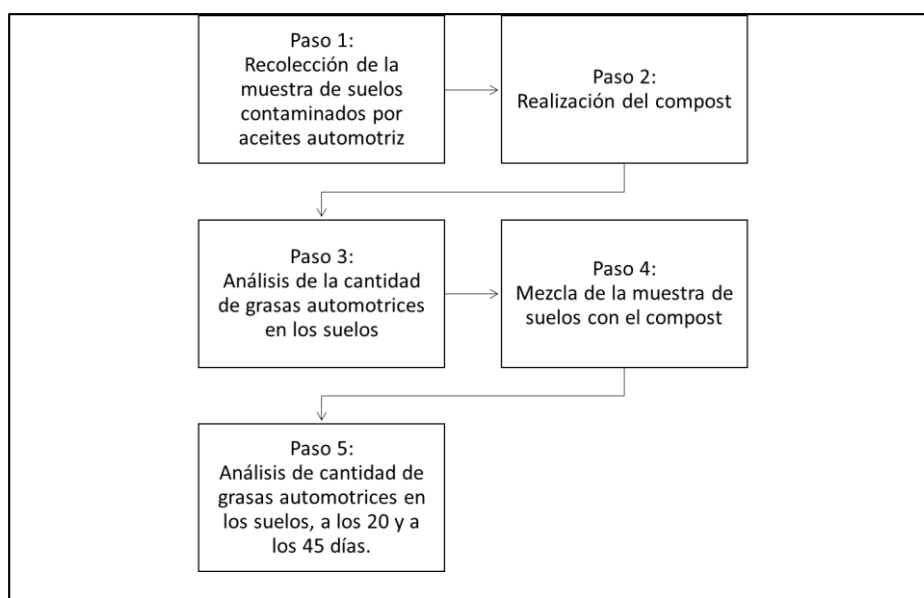 Paso 1:
Recolección de la
muestra de suelos
contaminados por
aceites automotriz
Paso 2:
Realización del compost
Paso 3:
Análisis de la cantidad
de grasas automotrices
en los suelos
Paso 4:
Mezcla de la muestra de
suelos con el compost
Paso 5:
Análisis de cantidad de
grasas automotrices en
los suelos, a los 20 y a
los 45 días.